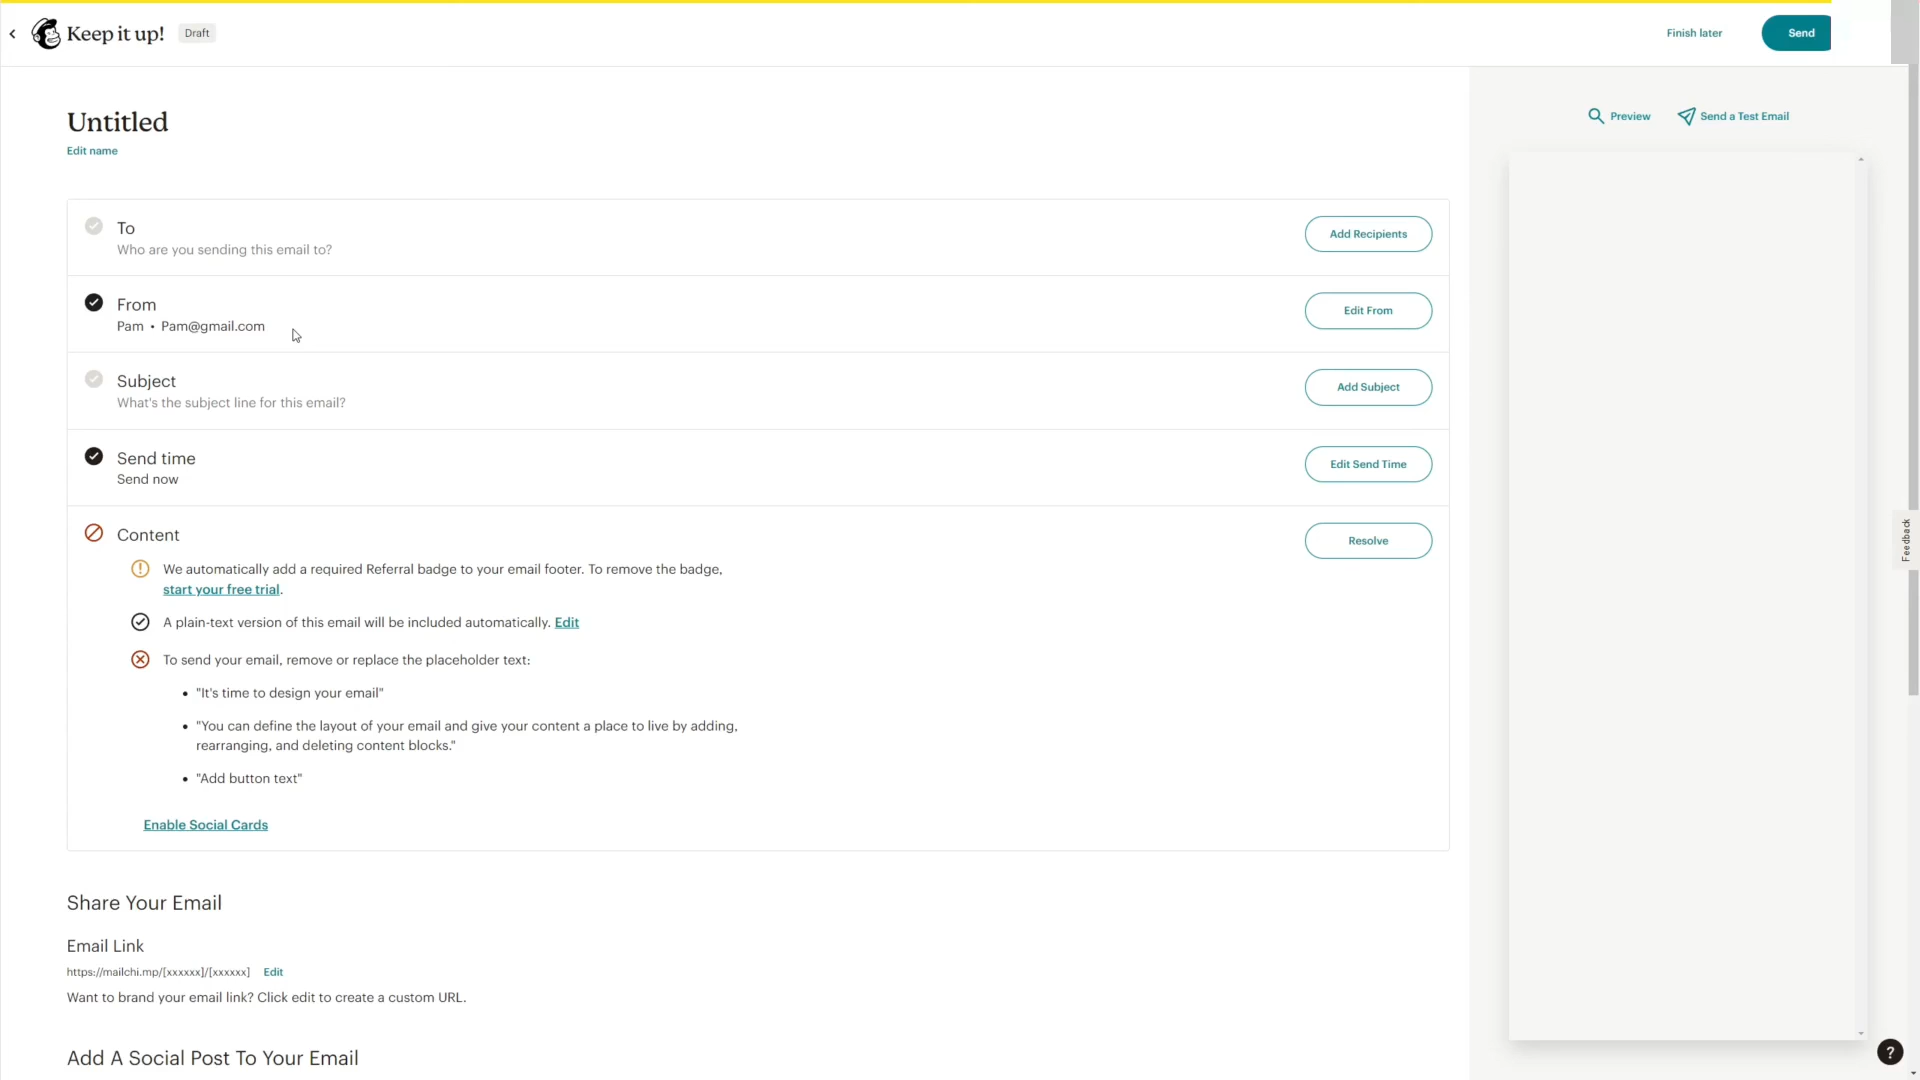 Keep it up! Draft
Finish later
Send
Untitled
Edit name
Preview
Send a Test Email
To
Who are you sending this email to?
Add Recipients
From
Pam • Pam@gmail.com
Edit From
Subject
What's the subject line for this email?
Add Subject
Send time
Send now
Edit Send Time
Content
Resolve
We automatically add a required Referral badge to your email footer. To remove the badge,
start your free trial.
A plain-text version of this email will be included automatically. Edit
To send your email, remove or replace the placeholder text:
• "It's time to design your email"
• "You can define the layout of your email and give your content a place to live by adding,
rearranging, and deleting content blocks."
• "Add button text"
Enable Social Cards
Feedback
Share Your Email
Email Link
https://mailchi.mp/[xxxxxx]/[xxxxxx] Edit
Want to brand your email link? Click edit to create a custom URL.
Add A Social Post To Your Email
?